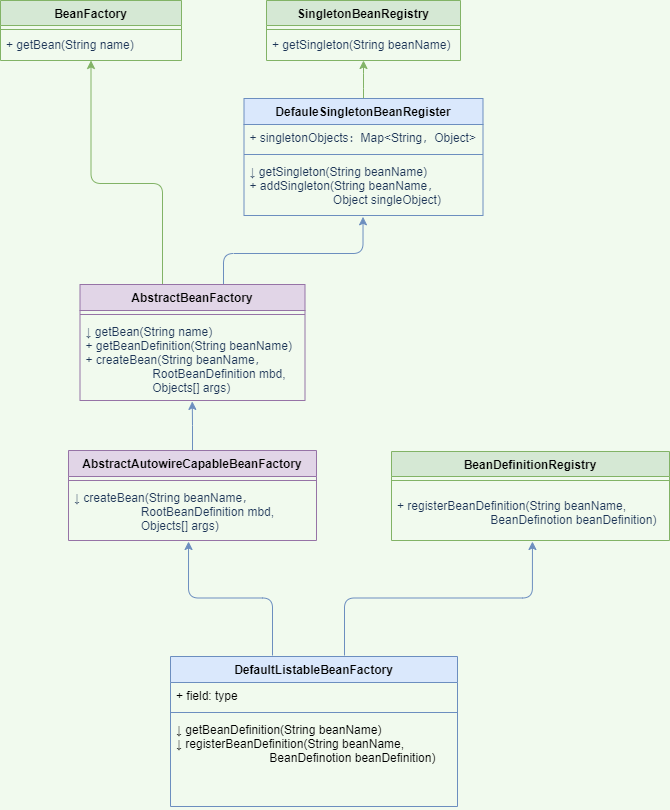 BeanFactory
+ getBean(String name)
SingletonBeanRegistry
+ getSingleton(String beanName)
DefauleSingletonBeanRegister
+ singletonObjects：Map<String，Object>
↓ getSingleton(String beanName)
+ addSingleton(String beanName，
Object singleObject)
AbstractBeanFactory
↓ getBean(String name)
+ getBeanDefinition(String beanName)
+ createBean(String beanName，
RootBeanDefinition mbd,
Objects[] args)
AbstractAutowireCapableBeanFactory
↓ createBean(String beanName，
RootBeanDefinition mbd,
Objects[] args)
BeanDefinitionRegistry
+ registerBeanDefinition(String beanName,
BeanDefinotion beanDefinition)
DefaultListableBeanFactory
+ field: type
↓ getBeanDefinition(String beanName)
↓ registerBeanDefinition(String beanName,
BeanDefinotion beanDefinition)